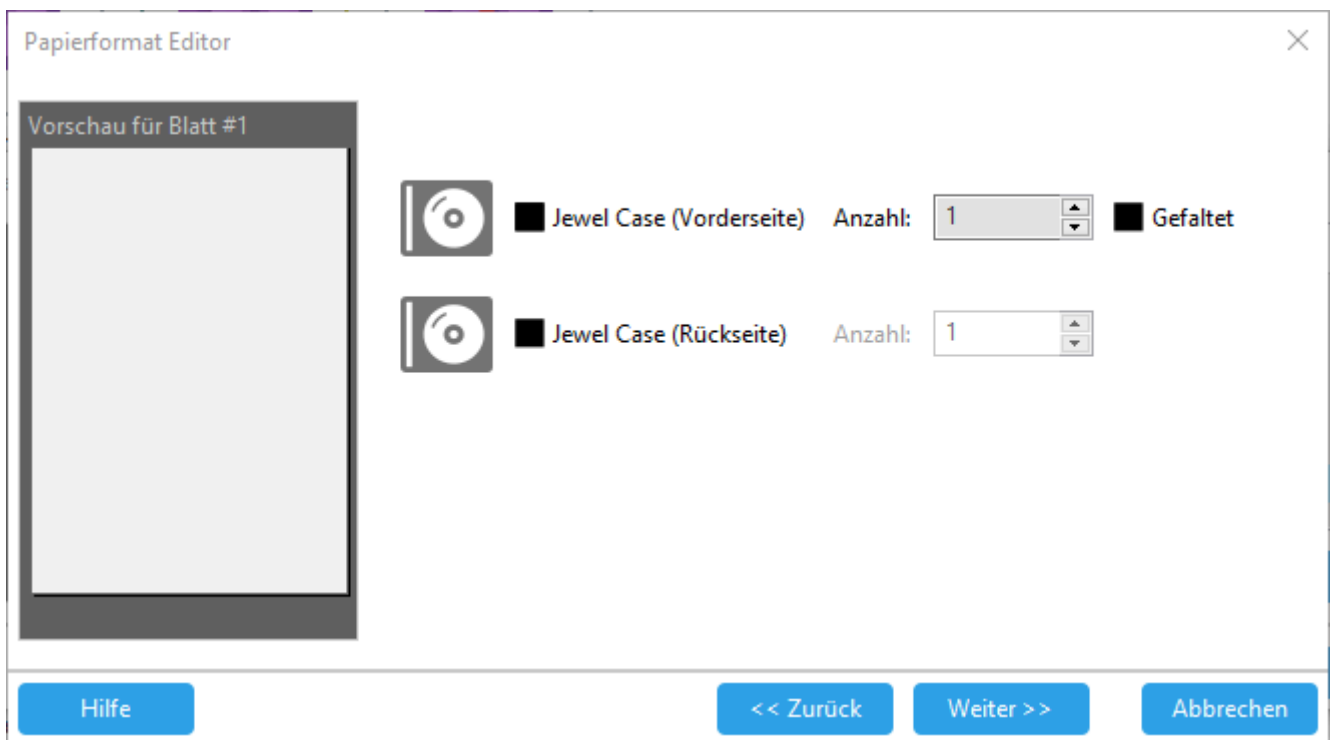 Papierformat Editor
Vorschau für Blatt #1
Jewel Case (Vorderseite) Anzahl: 1 Gefaltet
Jewel Case (Rückseite) Anzahl: 1
Hilfe << Zurück Weiter >> Abbrechen